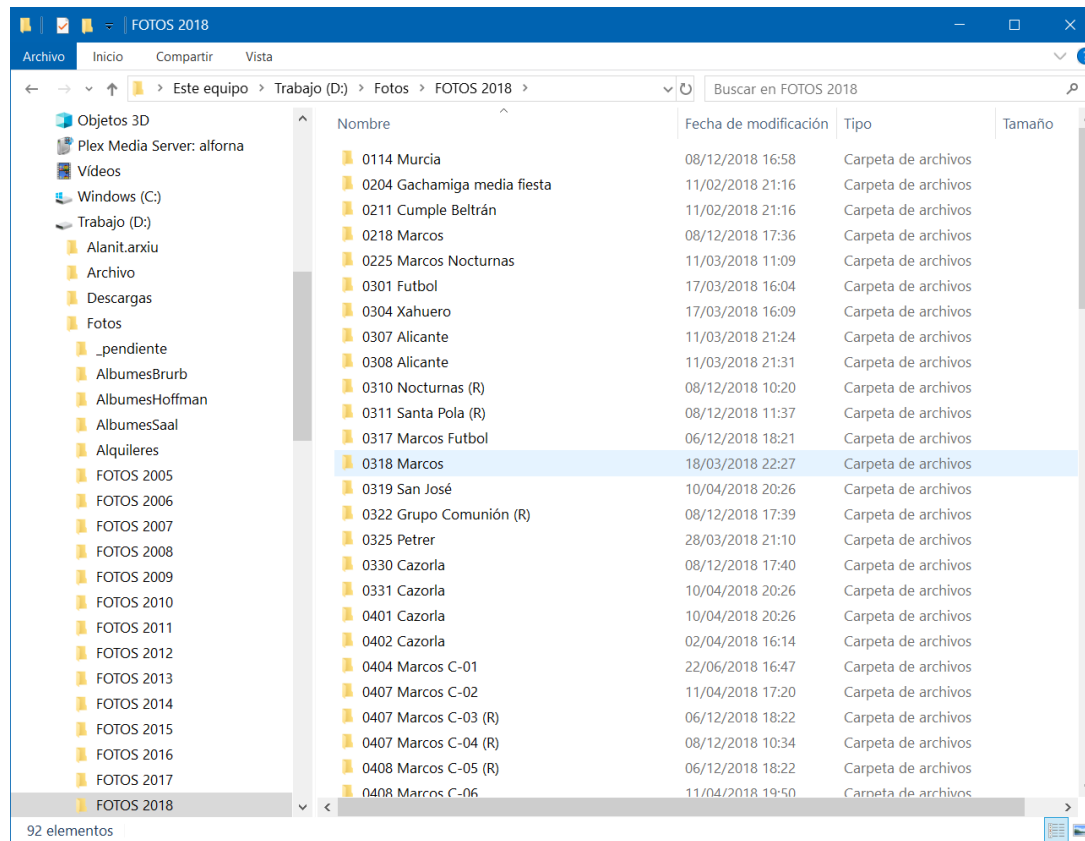 FOTOS 2018
Archivo Inicio Compartir Vista
Este equipo > Trabajo (D:) > Fotos > FOTOS 2018 >
Buscar en FOTOS 2018
Objetos 3D
Plex Media Server: alforna
Vídeos
Windows (C:)
Trabajo (D:)
Alanit.arxiu
Archivo
Descargas
Fotos
_pendiente
AlbumesBrurb
AlbumesHoffman
AlbumesSaal
Alquileres
FOTOS 2005
FOTOS 2006
FOTOS 2007
FOTOS 2008
FOTOS 2009
FOTOS 2010
FOTOS 2011
FOTOS 2012
FOTOS 2013
FOTOS 2014
FOTOS 2015
FOTOS 2016
FOTOS 2017
FOTOS 2018
Nombre Fecha de modificación Tipo Tamaño
0114 Murcia 08/12/2018 16:58 Carpeta de archivos
0204 Gachamiga media fiesta 11/02/2018 21:16 Carpeta de archivos
0211 Cumple Beltrán 11/02/2018 21:16 Carpeta de archivos
0218 Marcos 08/12/2018 17:36 Carpeta de archivos
0225 Marcos Nocturnas 11/03/2018 11:09 Carpeta de archivos
0301 Futbol 17/03/2018 16:04 Carpeta de archivos
0304 Xahuero 17/03/2018 16:09 Carpeta de archivos
0307 Alicante 11/03/2018 21:24 Carpeta de archivos
0308 Alicante 11/03/2018 21:31 Carpeta de archivos
0310 Nocturnas (R) 08/12/2018 10:20 Carpeta de archivos
0311 Santa Pola (R) 08/12/2018 11:37 Carpeta de archivos
0317 Marcos Futbol 06/12/2018 18:21 Carpeta de archivos
0318 Marcos 18/03/2018 22:27 Carpeta de archivos
0319 San José 10/04/2018 20:26 Carpeta de archivos
0322 Grupo Comunión (R) 08/12/2018 17:39 Carpeta de archivos
0325 Petrer 28/03/2018 21:10 Carpeta de archivos
0330 Cazorla 08/12/2018 17:40 Carpeta de archivos
0331 Cazorla 10/04/2018 20:26 Carpeta de archivos
0401 Cazorla 10/04/2018 20:26 Carpeta de archivos
0402 Cazorla 02/04/2018 16:14 Carpeta de archivos
0404 Marcos C-01 22/06/2018 16:47 Carpeta de archivos
0407 Marcos C-02 11/04/2018 17:20 Carpeta de archivos
0407 Marcos C-03 (R) 06/12/2018 18:22 Carpeta de archivos
0407 Marcos C-04 (R) 08/12/2018 10:34 Carpeta de archivos
0408 Marcos C-05 (R) 06/12/2018 18:22 Carpeta de archivos
0408 Marcos C-06 11/04/2018 19:50 Carpeta de archivos
92 elementos